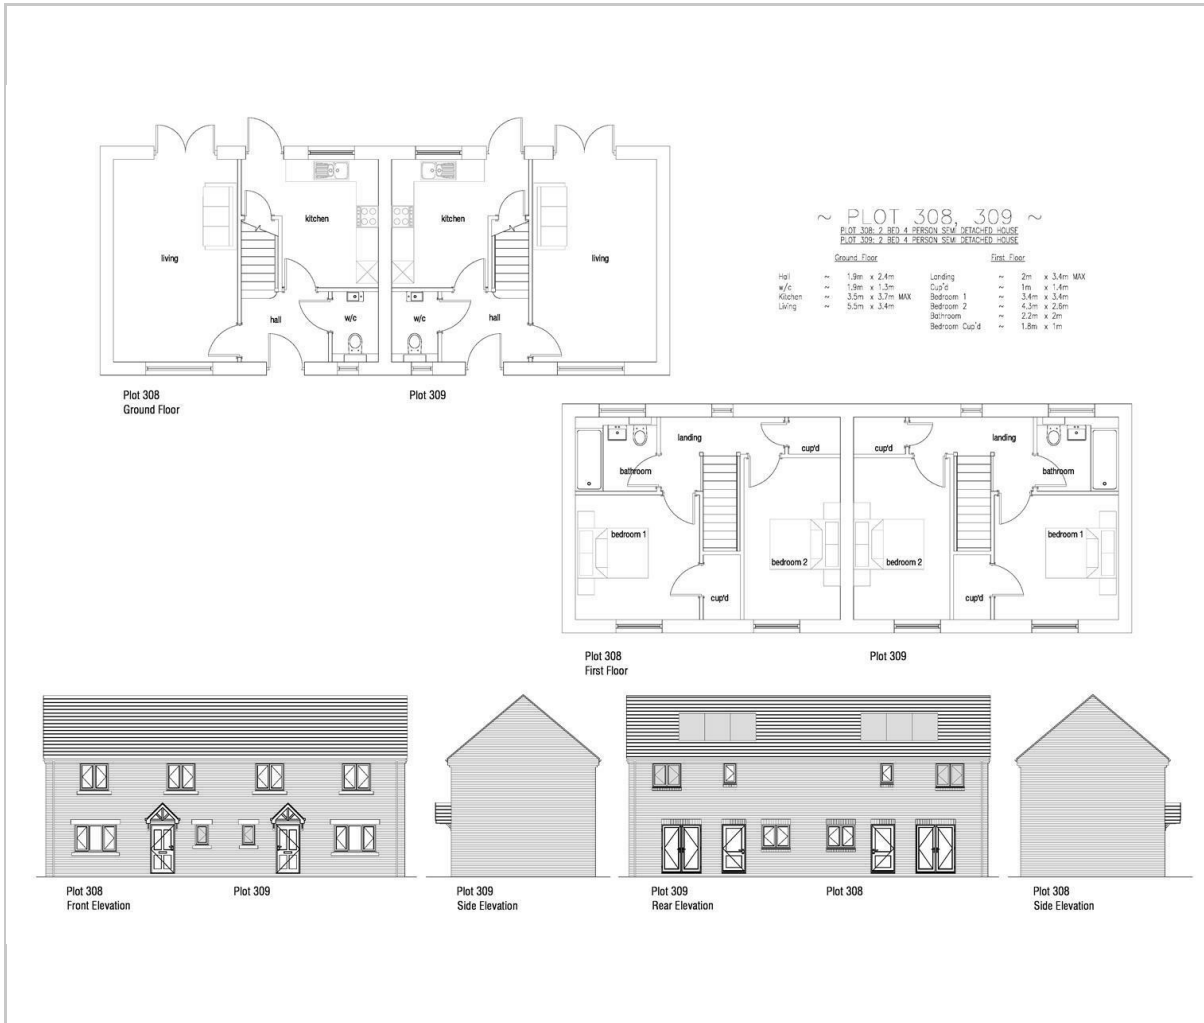 living
kitchen
kitchen
living
hall
w/c
w/c
hall
Plot 308
Ground Floor
Plot 309
~ PLOT 308, 309 ~
PLOT 308: 2 BED 4 PERSON SEMI DETACHED HOUSE
PLOT 309: 2 BED 4 PERSON SEMI DETACHED HOUSE
Ground Floor
Hall ~ 1.9m x 2.4m
w/c ~ 1.9m x 1.3m
Kitchen ~ 3.5m x 3.7m MAX
Living ~ 5.5m x 3.4m
First Floor
Landing ~ 2m x 3.4m MAX
Cup'd ~ 1m x 1.4m
Bedroom 1 ~ 3.4m x 3.4m
Bedroom 2 ~ 4.3m x 2.6m
Bathroom ~ 2.2m x 2m
Bedroom Cup'd ~ 1.8m x 1m
landing
cup'd
cup'd
landing
bathroom
bathroom
bedroom 1
bedroom 2
bedroom 2
bedroom 1
cup'd
cup'd
Plot 308
First Floor
Plot 309
Plot 308
Front Elevation
Plot 309
Plot 309
Side Elevation
Plot 309
Rear Elevation
Plot 308
Plot 308
Side Elevation